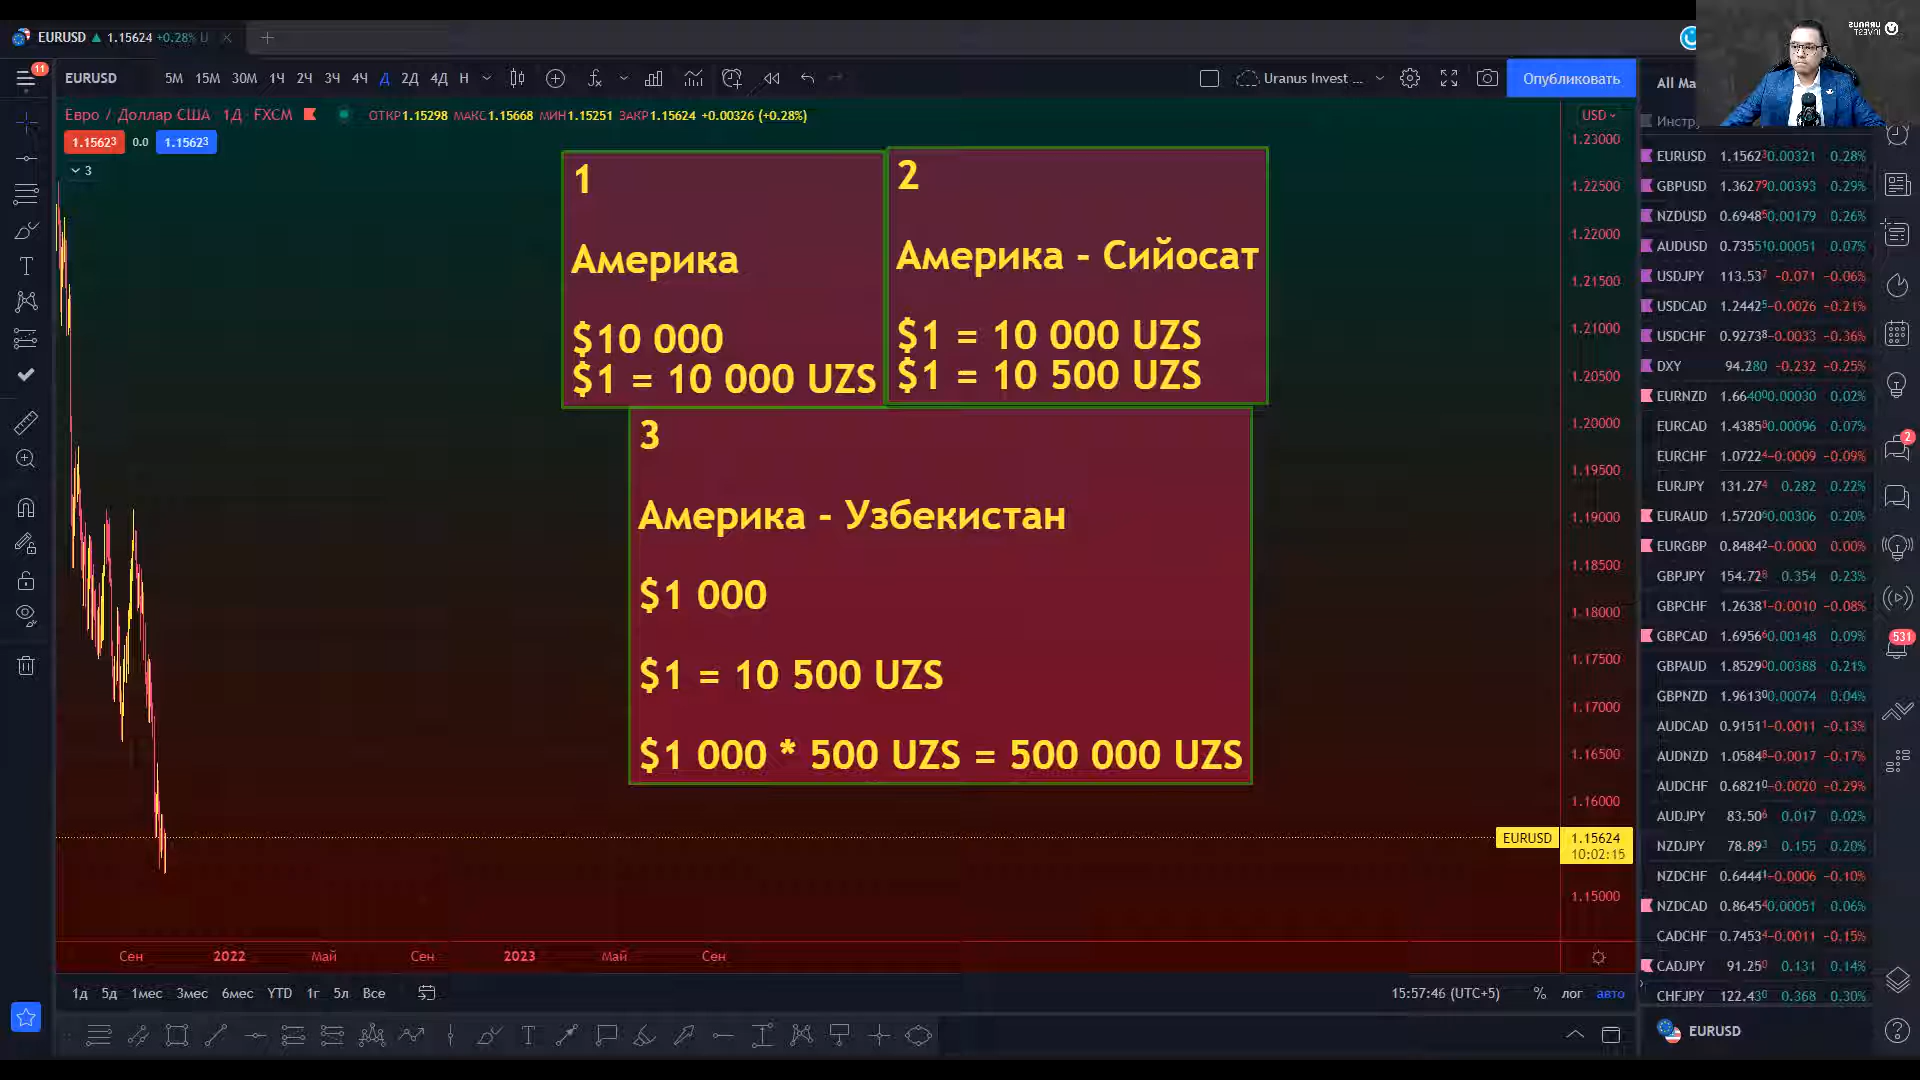 EURUSD ▲ 1.15624 +0.28% U
11
EURUSD 5М 15М 30М 1Ч 2Ч 3Ч 4Ч Д 2Д 4Д Н
Uranus Invest ...
Опубликовать
All Ma
Евро / Доллар США 1Д FXCM
ОТКР1.15298 МАКС1.15668 МИН1.15251 ЗАКР1.15624 +0.00326 (+0.28%)
1.15623 0.0 1.15623
3
USD
1.23000
1.22500
1.22000
1.21500
1.21000
1.20500
1.20000
1.19500
1.19000
1.18500
1.18000
1.17500
1.17000
1.16500
1.16000
EURUSD 1.15624
10:02:15
1.15000
1
Америка
$10 000
$1 = 10 000 UZS
2
Америка - Сийосат
$1 = 10 000 UZS
$1 = 10 500 UZS
3
Америка - Узбекистан
$1 000
$1 = 10 500 UZS
$1 000 * 500 UZS = 500 000 UZS
Сен 2022 Май Сен 2023 Май Сен
1д 5д 1мес 3мес 6мес YTD 1г 5л Все
15:57:46 (UTC+5) % лог авто
URANUS
INVEST
Инстру
EURUSD 1.15623 0.00321 0.28%
GBPUSD 1.36279 0.00393 0.29%
NZDUSD 0.69485 0.00179 0.26%
AUDUSD 0.73551 0.00051 0.07%
USDJPY 113.537 −0.071 −0.06%
USDCAD 1.24425 −0.0026 −0.21%
USDCHF 0.92738 −0.0033 −0.36%
DXY 94.280 −0.232 −0.25%
EURNZD 1.66400 0.00030 0.02%
EURCAD 1.43858 0.00096 0.07%
EURCHF 1.07224 −0.0009 −0.09%
EURJPY 131.274 0.282 0.22%
EURAUD 1.57206 0.00306 0.20%
EURGBP 0.84842 −0.0000 0.00%
GBPJPY 154.728 0.354 0.23%
GBPCHF 1.26381 −0.0010 −0.08%
GBPCAD 1.69566 0.00148 0.09%
GBPAUD 1.85290 0.00388 0.21%
GBPNZD 1.96130 0.00074 0.04%
AUDCAD 0.91511 −0.0011 −0.13%
AUDNZD 1.05848 −0.0017 −0.17%
AUDCHF 0.68210 −0.0020 −0.29%
AUDJPY 83.506 0.017 0.02%
NZDJPY 78.893 0.155 0.20%
NZDCHF 0.64441 −0.0006 −0.10%
NZDCAD 0.86454 0.00051 0.06%
CADCHF 0.74534 −0.0011 −0.15%
CADJPY 91.250 0.131 0.14%
CHFJPY 122.430 0.368 0.30%
EURUSD
2
531